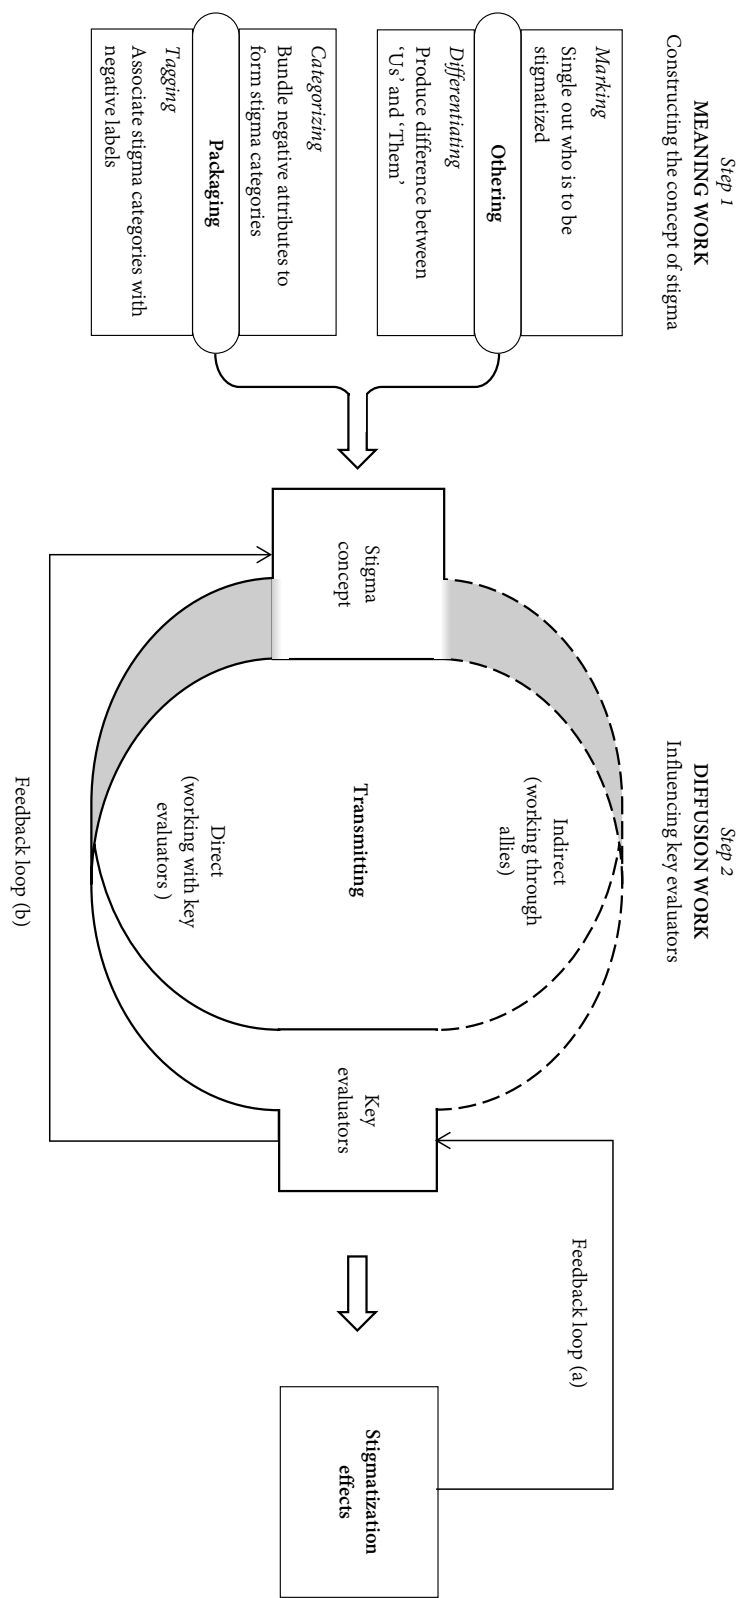 Step 1
MEANING WORK
Constructing the concept of stigma
Marking
Single out who is to be
stigmatized
Othering
Differentiating
Produce difference between
‘Us’ and ‘Them’
Categorizing
Bundle negative attributes to
form stigma categories
Packaging
Tagging
Associate stigma categories with
negative labels
Step 2
DIFFUSION WORK
Influencing key evaluators
Stigma
concept
Indirect
(working through
allies)
Transmitting
Direct
(working with key
evaluators )
Key
evaluators
Feedback loop (b)
Feedback loop (a)
Stigmatization
effects